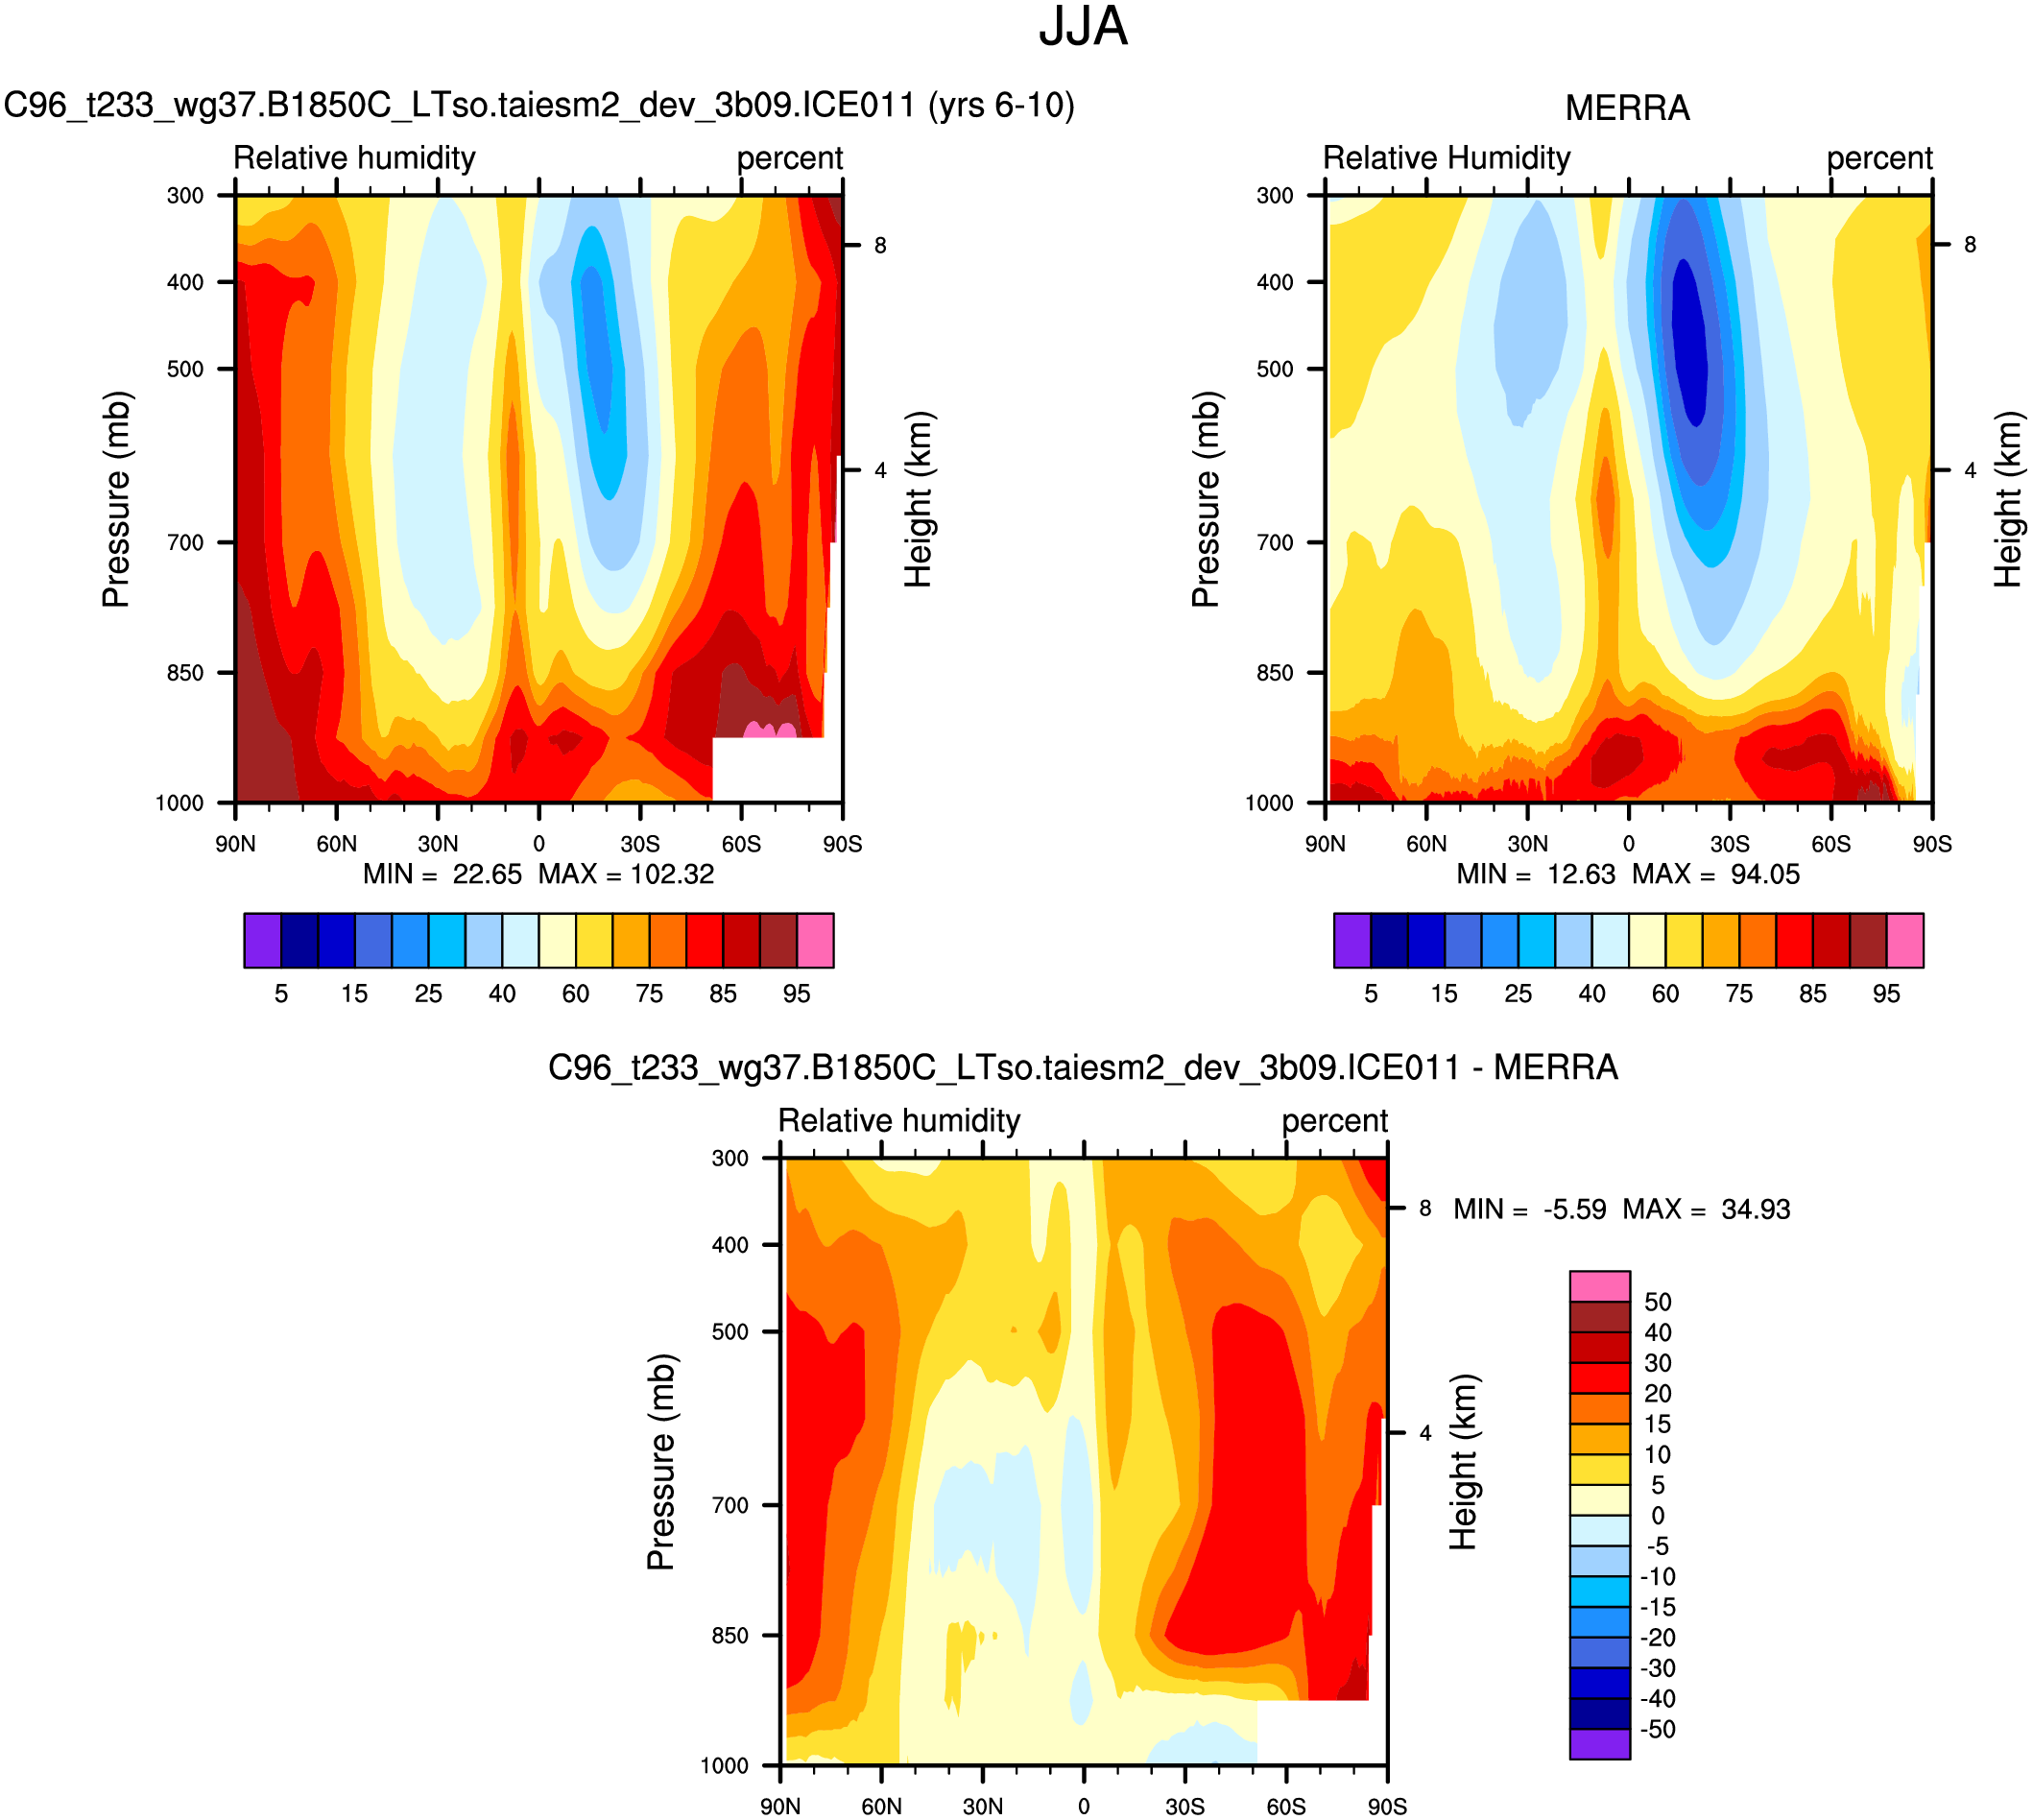 JJA
C96_t233_wg37.B1850C_LTso.taiesm2_dev_3b09.ICE011 (yrs 6-10)
Relative humidity percent
300
400
500
700
850
1000
Pressure (mb)
8
4
Height (km)
90N 60N 30N 0 30S 60S 90S
MIN = 22.65 MAX = 102.32
5 15 25 40 60 75 85 95
MERRA
Relative Humidity percent
300
400
500
700
850
1000
Pressure (mb)
8
4
Height (km)
90N 60N 30N 0 30S 60S 90S
MIN = 12.63 MAX = 94.05
5 15 25 40 60 75 85 95
C96_t233_wg37.B1850C_LTso.taiesm2_dev_3b09.ICE011 - MERRA
Relative humidity percent
300
400
500
700
850
1000
Pressure (mb)
8
4
Height (km)
90N 60N 30N 0 30S 60S 90S
MIN = -5.59 MAX = 34.93
50
40
30
20
15
10
5
0
-5
-10
-15
-20
-30
-40
-50